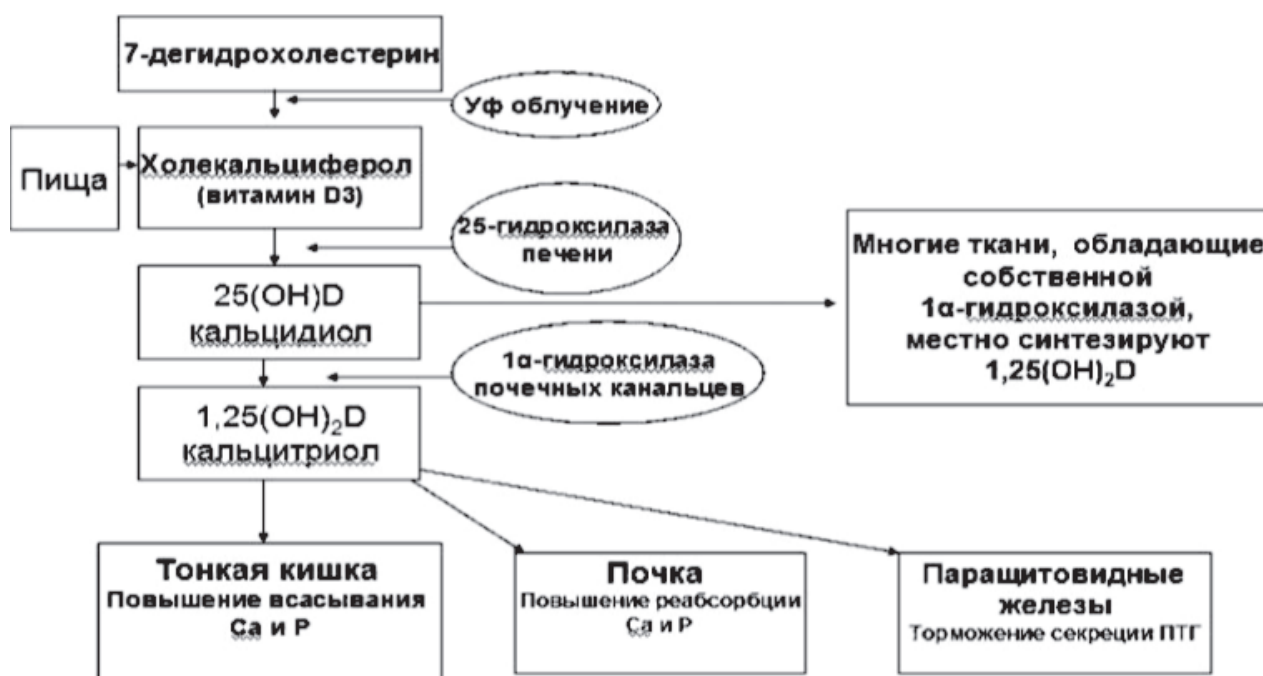 7-дегидрохолестерин
Уф облучение
Пища
Холекальциферол
(витамин D3)
25-гидроксилаза
печени
25(OH)D
кальцидиол
Многие ткани, обладающие
собственной
1α-гидроксилазой,
местно синтезируют
1,25(OH)₂D
1α-гидроксилаза
почечных канальцев
1,25(OH)₂D
кальцитриол
Тонкая кишка
Повышение всасывания
Ca и P
Почка
Повышение реабсорбции
Ca и P
Паращитовидные
железы
Торможение секреции ПТГ